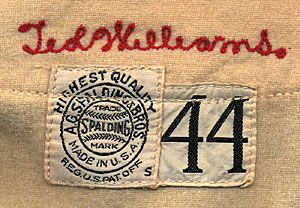 Ted Williams.
HIGHEST QUALITY
A.G. SPALDING & BROS.
TRADE
SPALDING
MARK
MADE IN U.S.A.
REG. U.S. PAT. OFF.
S
44